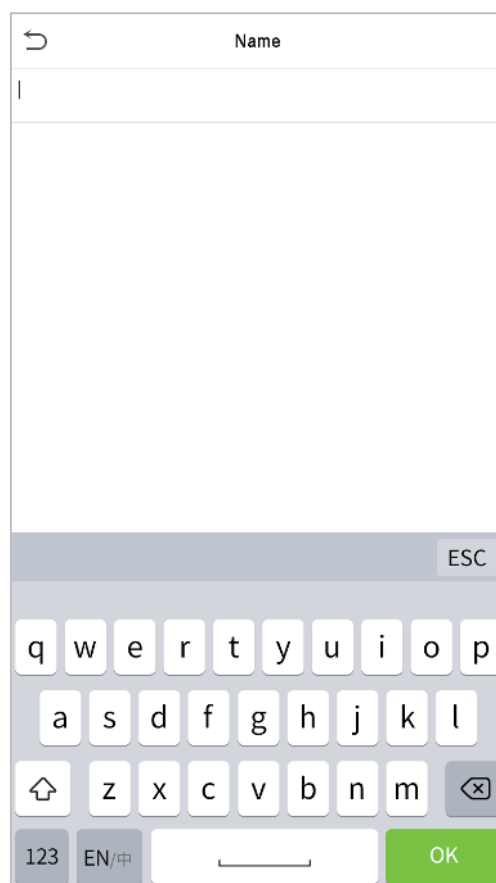 Name
ESC
q w e r t y u i o p
a s d f g h j k l
z x c v b n m
123 EN/中 OK